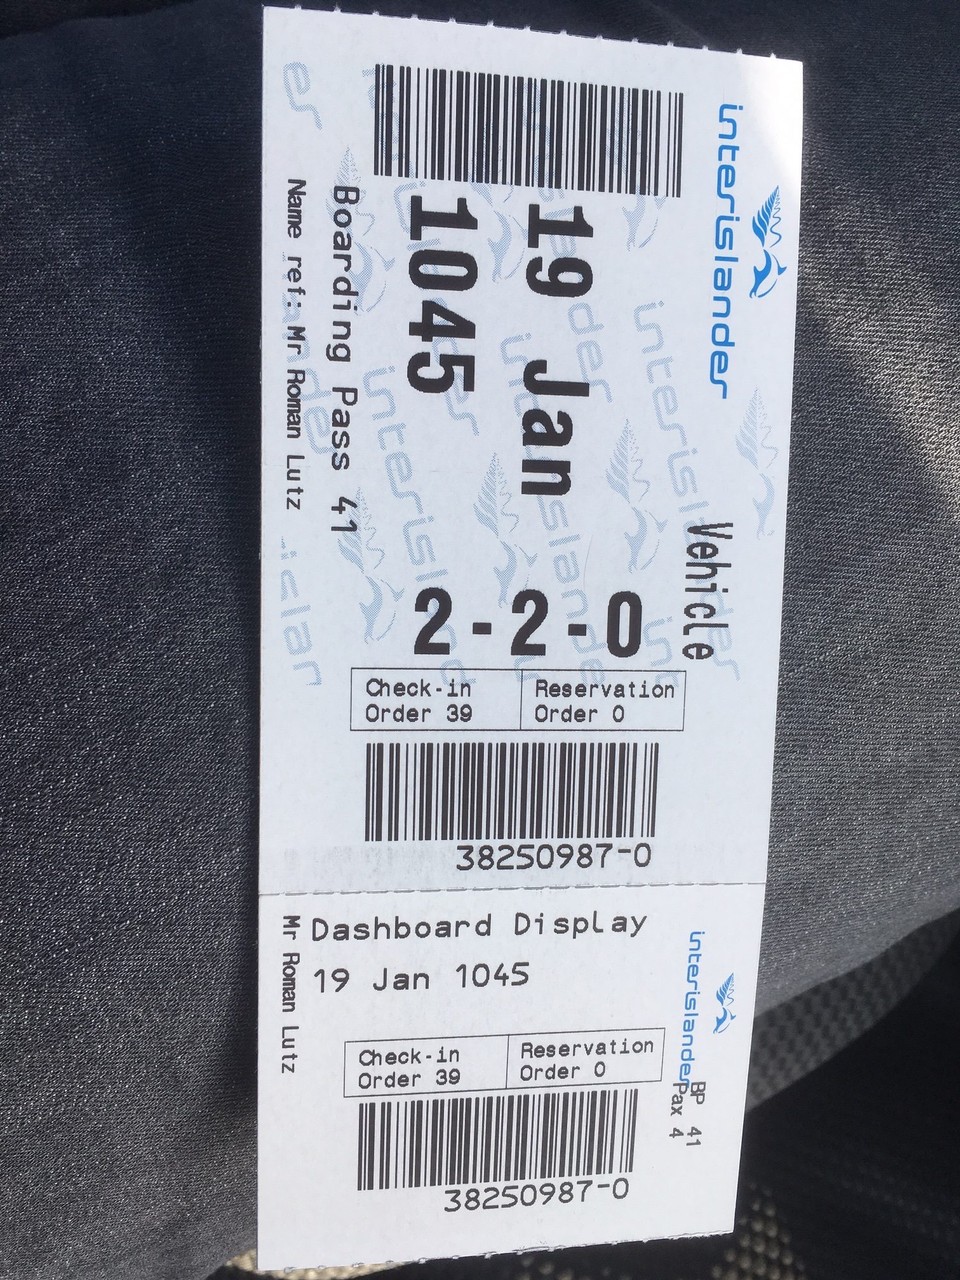 interislander
Vehicle
19 Jan
1045
Boarding Pass 41
Name ref: Mr Roman Lutz
2-2-0
Check-in
Order 39
Reservation
Order 0
38250987-0
interislander
BP 41
Pax 4
Dashboard Display
19 Jan 1045
Mr Roman Lutz
Check-in
Order 39
Reservation
Order 0
38250987-0